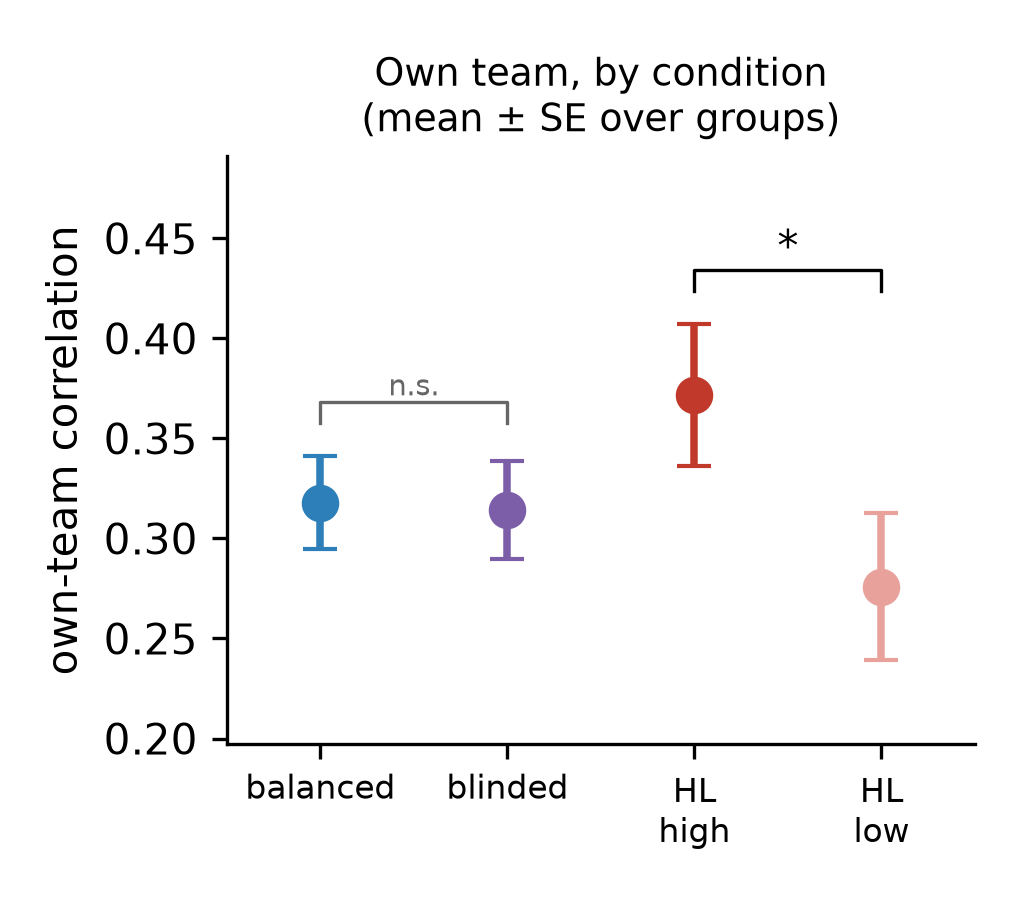 Own team, by condition
(mean ± SE over groups)
own-team correlation
0.45
0.40
0.35
0.30
0.25
0.20
n.s.
*
balanced
blinded
HL
high
HL
low